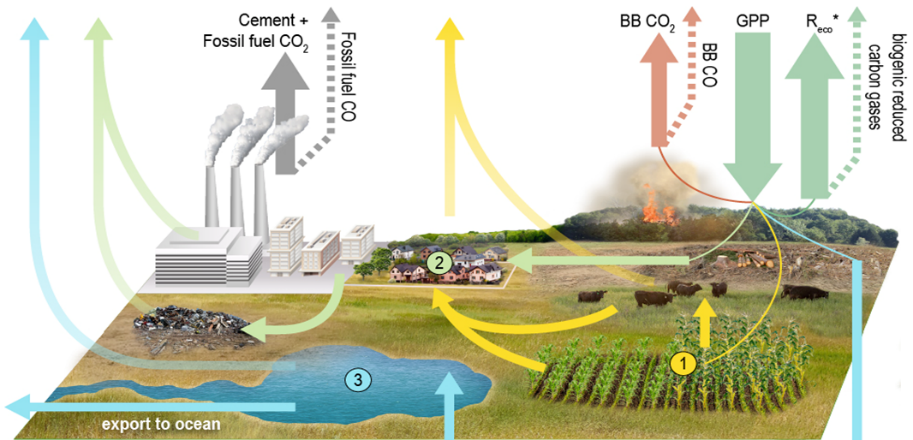 Cement +
Fossil fuel CO₂
Fossil fuel CO
BB CO₂
BB CO
GPP
Reco*
biogenic reduced
carbon gases
2
1
3
export to ocean